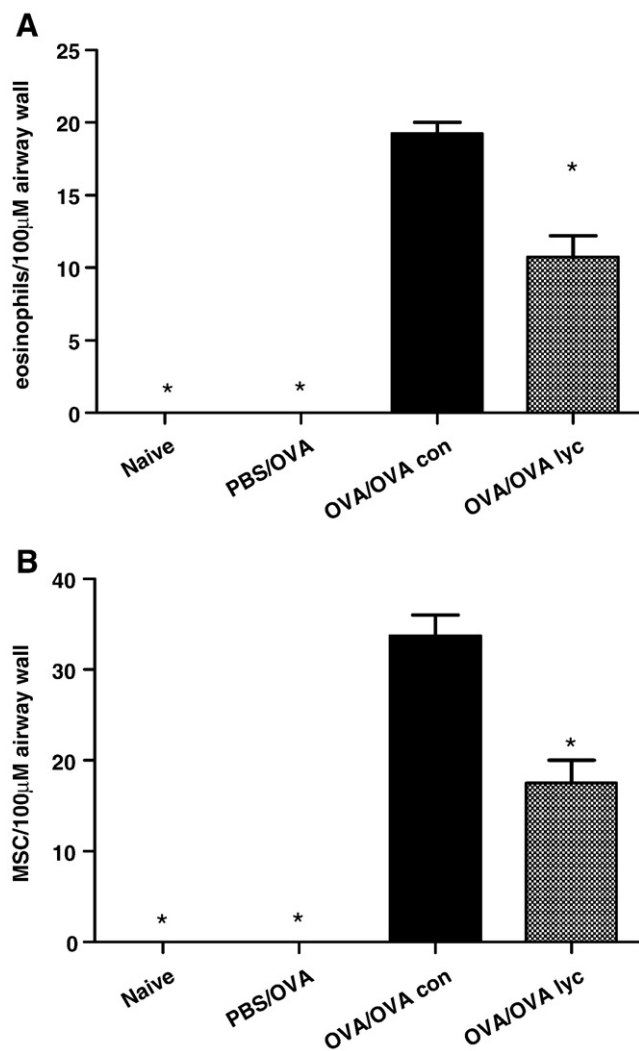 A
eosinophils/100μM airway wall
25
20
15
10
5
0
*
*
*
Naive
PBS/OVA
OVA/OVA con
OVA/OVA lyc
B
MSC/100μM airway wall
40
30
20
10
0
*
*
*
Naive
PBS/OVA
OVA/OVA con
OVA/OVA lyc